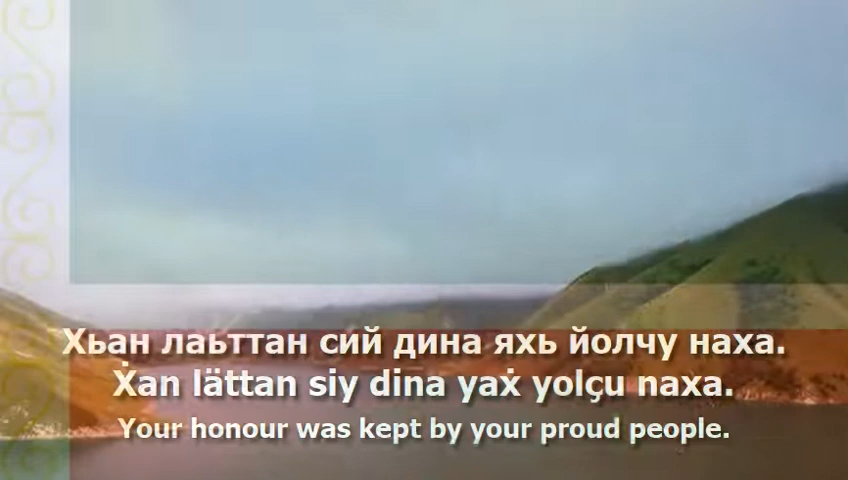 Хьан лаьттан сий дина яхь йолчу наха.
Ẋan lättan siy dina yaẋ yolçu naxa.
Your honour was kept by your proud people.